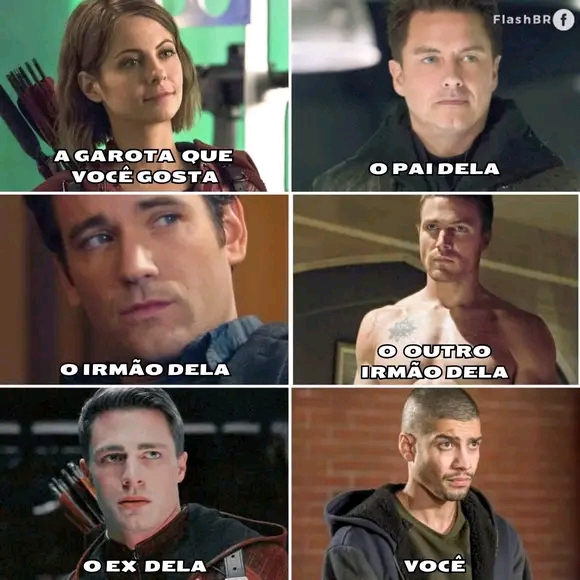 FlashBR f
A GAROTA QUE
VOCÊ GOSTA
O PAI DELA
O IRMÃO DELA
O OUTRO
IRMÃO DELA
O EX DELA
VOCÊ